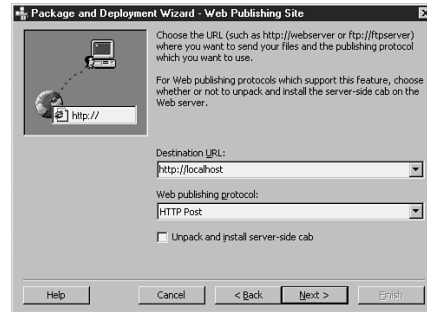 Package and Deployment Wizard - Web Publishing Site
Choose the URL (such as http://webserver or ftp://ftpserver)
where you want to send your files and the publishing protocol
which you want to use.
For Web publishing protocols which support this feature, choose
whether or not to unpack and install the server-side cab on the
Web server.
http://
Destination URL:
http://localhost
Web publishing protocol:
HTTP Post
Unpack and install server-side cab
Help
Cancel
< Back
Next >
Finish